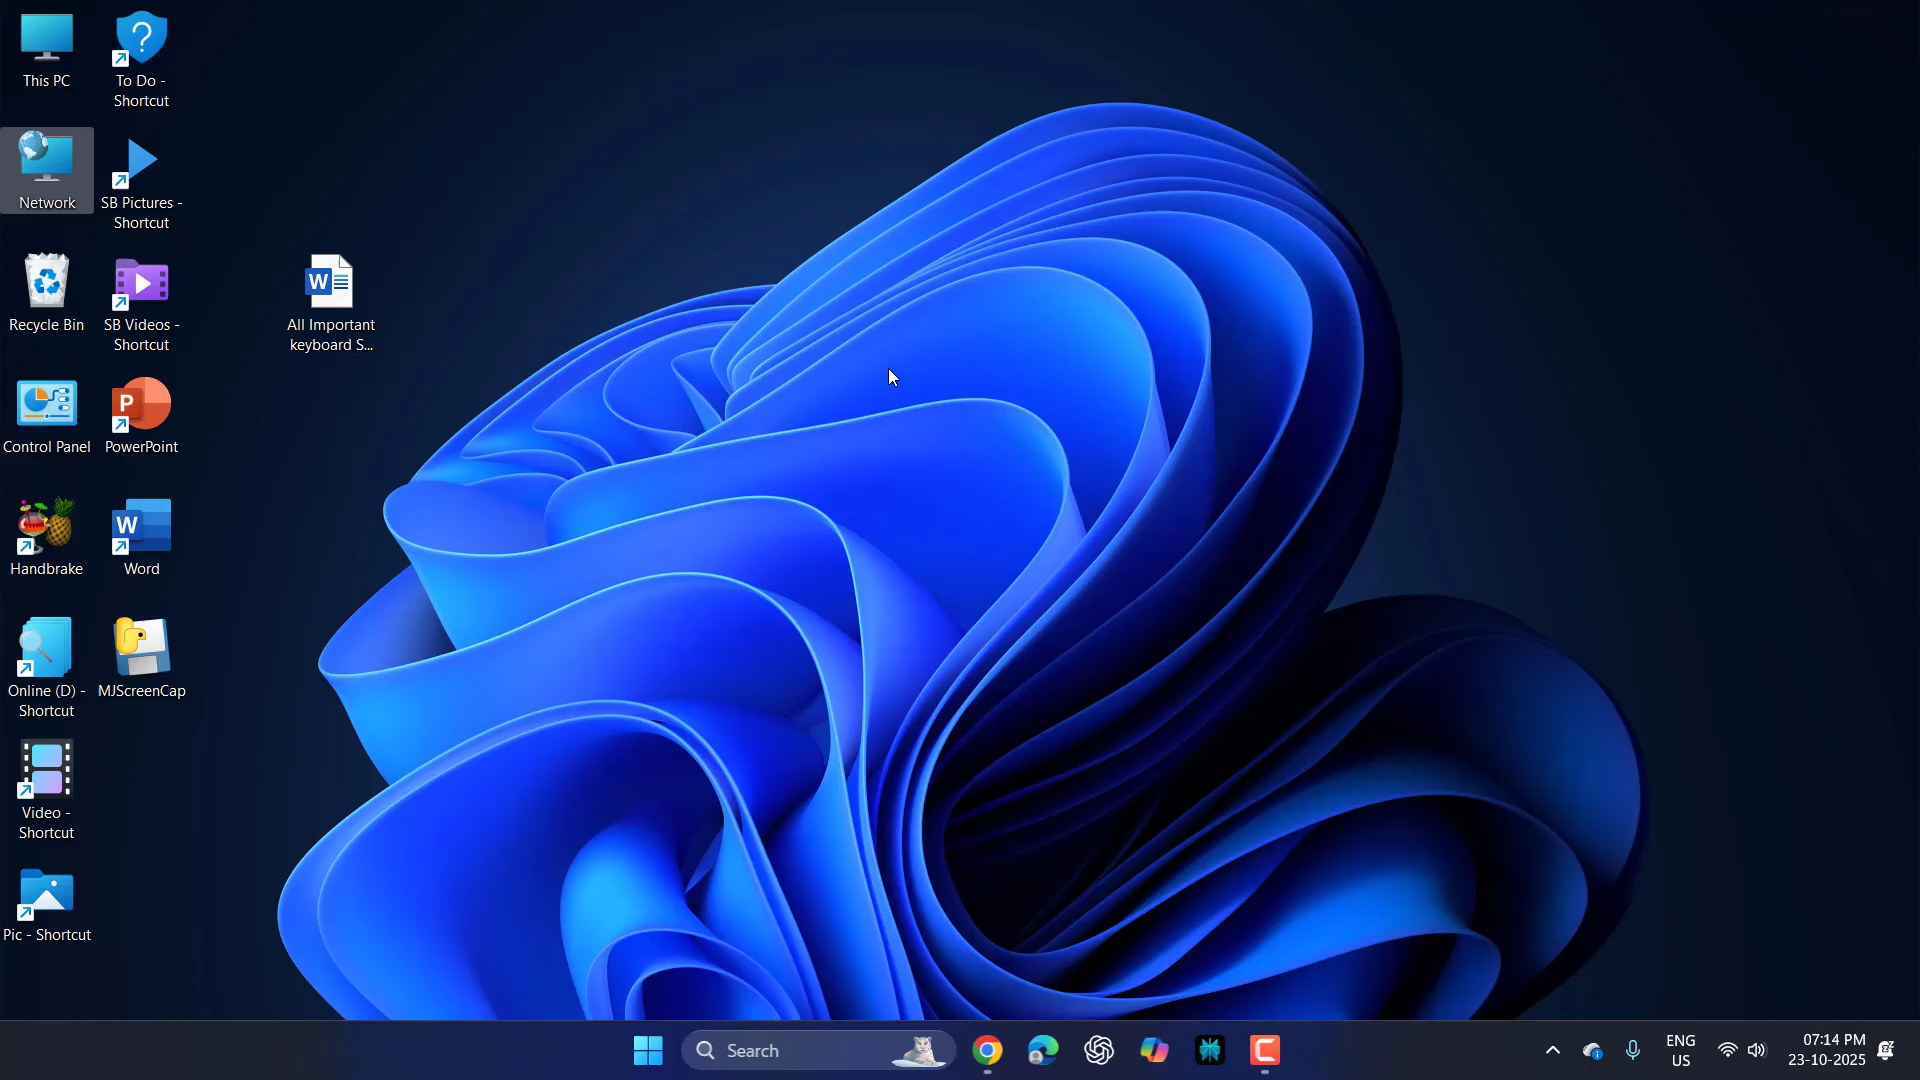 This PC
To Do -
Shortcut
Network
SB Pictures -
Shortcut
Recycle Bin
SB Videos -
Shortcut
All Important
keyboard S...
Control Panel
PowerPoint
Handbrake
Word
Online (D) -
Shortcut
MJScreenCap
Video -
Shortcut
Pic - Shortcut
Search
ENG
US
07:14 PM
23-10-2025